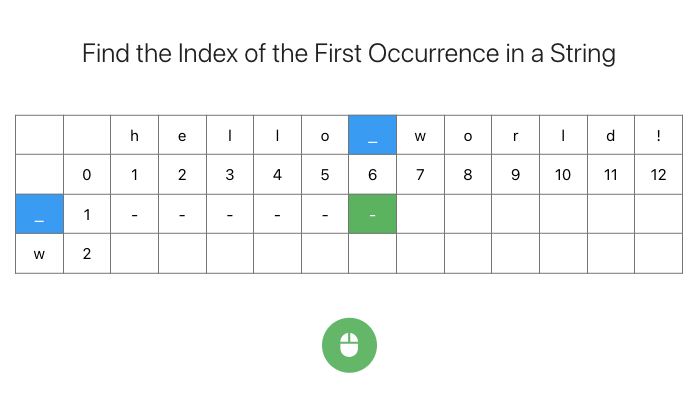 Find the Index of the First Occurrence in a String
h e l l o _ w o r l d !
0 1 2 3 4 5 6 7 8 9 10 11 12
_ 1 - - - - - -
w 2